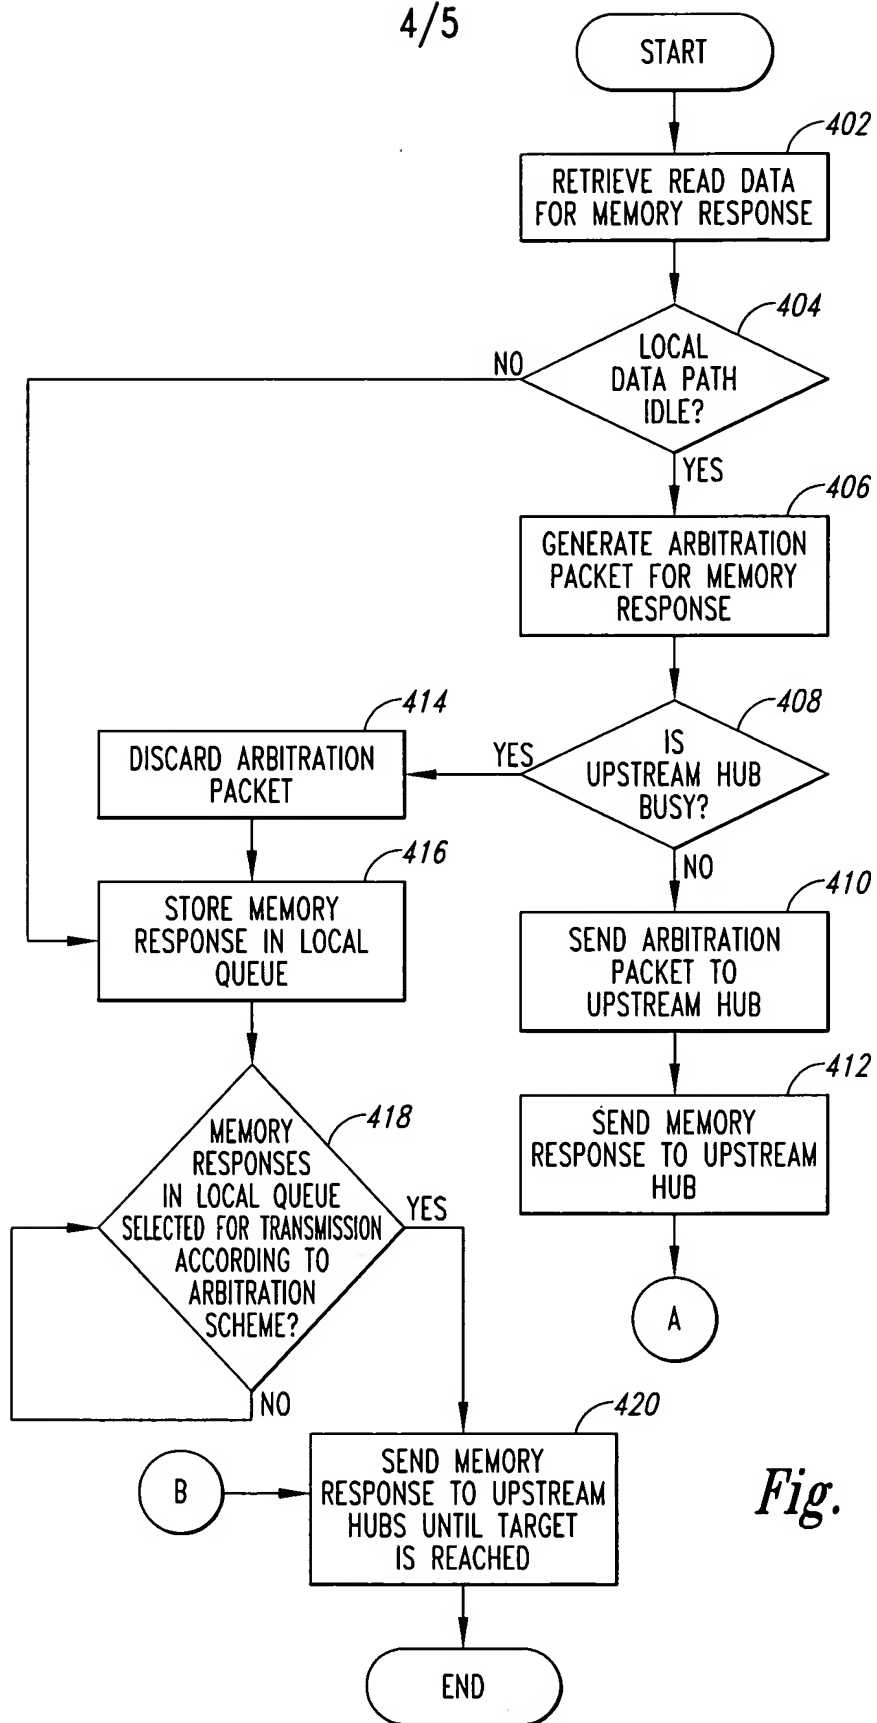 4/5
START
402
RETRIEVE READ DATA
FOR MEMORY RESPONSE
404
LOCAL
DATA PATH
IDLE?
NO
YES
406
GENERATE ARBITRATION
PACKET FOR MEMORY
RESPONSE
408
IS
UPSTREAM HUB
BUSY?
YES
NO
414
DISCARD ARBITRATION
PACKET
416
STORE MEMORY
RESPONSE IN LOCAL
QUEUE
410
SEND ARBITRATION
PACKET TO
UPSTREAM HUB
412
SEND MEMORY
RESPONSE TO UPSTREAM
HUB
A
418
MEMORY
RESPONSES
IN LOCAL QUEUE
SELECTED FOR TRANSMISSION
ACCORDING TO
ARBITRATION
SCHEME?
YES
NO
420
B
SEND MEMORY
RESPONSE TO UPSTREAM
HUBS UNTIL TARGET
IS REACHED
END
Fig.